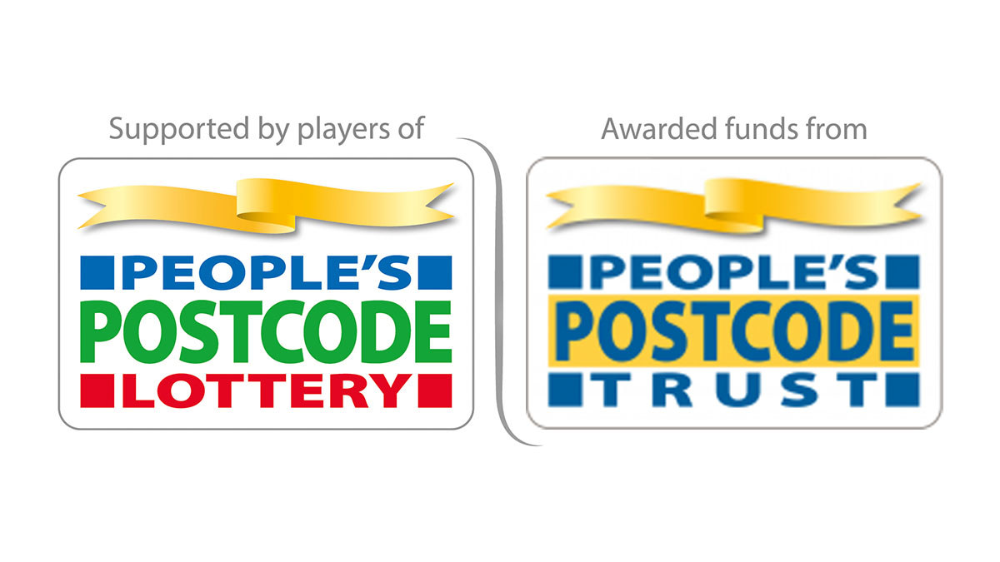 Supported by players of
PEOPLE'S
POSTCODE
LOTTERY
Awarded funds from
PEOPLE'S
POSTCODE
TRUST